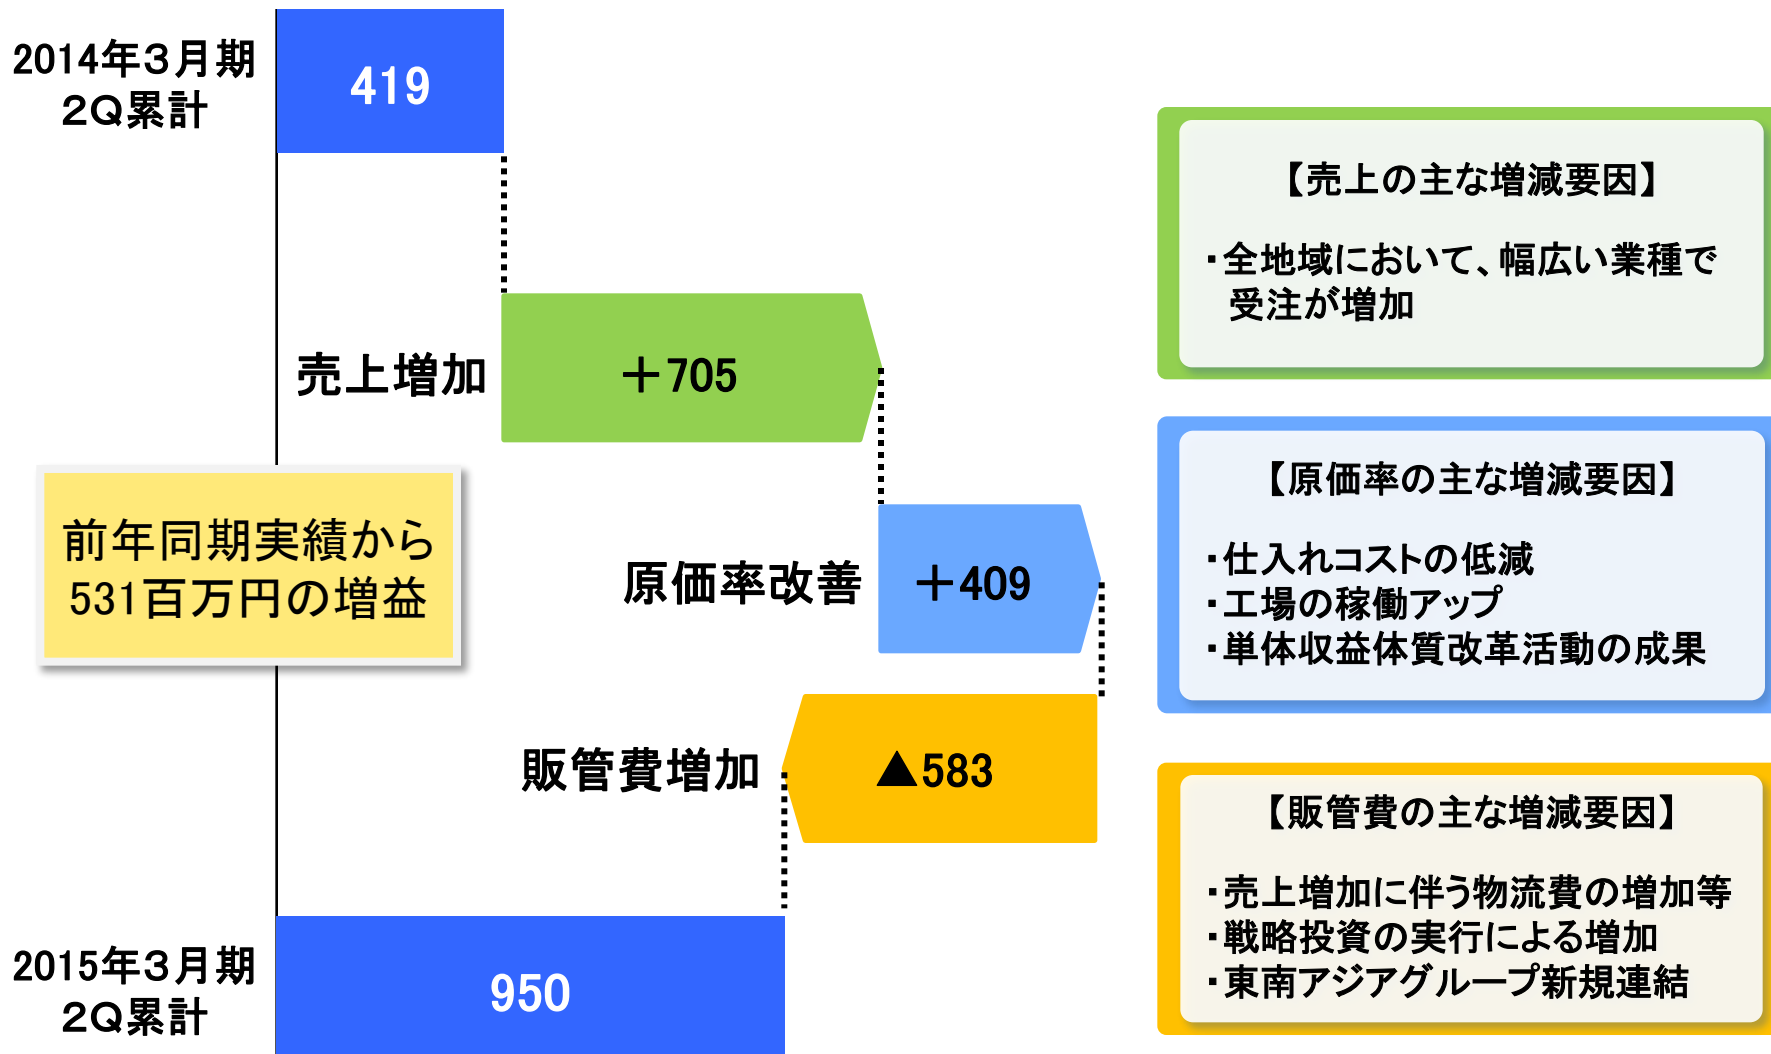 2014年３月期
２Ｑ累計
419
売上増加
＋705
前年同期実績から
531百万円の増益
原価率改善
＋409
販管費増加
▲583
2015年３月期
２Ｑ累計
950
【売上の主な増減要因】
・全地域において、幅広い業種で
受注が増加
【原価率の主な増減要因】
・仕入れコストの低減
・工場の稼働アップ
・単体収益体質改革活動の成果
【販管費の主な増減要因】
・売上増加に伴う物流費の増加等
・戦略投資の実行による増加
・東南アジアグループ新規連結